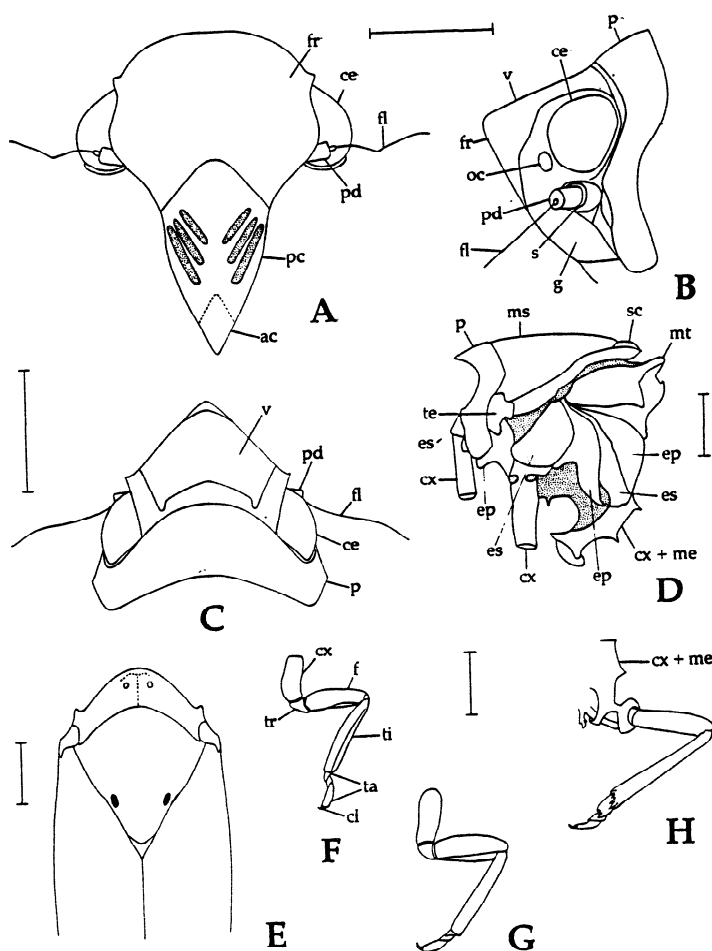 fr
ce
fl
pd
pc
ac
A
p
ce
v
fr
oc
pd
fl
s
g
B
v
pd
fl
ce
p
C
ms
sc
p
mt
te
es'
cx
ep
es
cx
ep
es
ep
cx + me
D
E
cx
f
tr
ti
ta
cl
F
G
cx + me
H